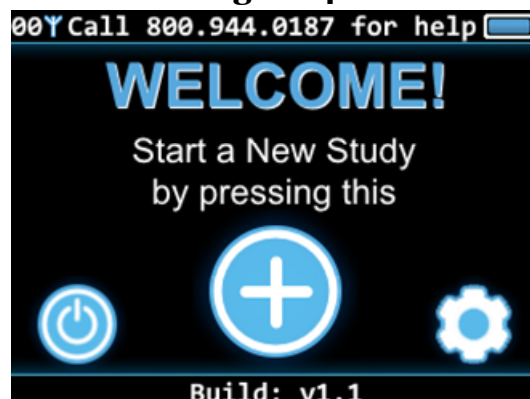 00 Call 800.944.0187 for help
WELCOME!
Start a New Study
by pressing this
Build: v1.1